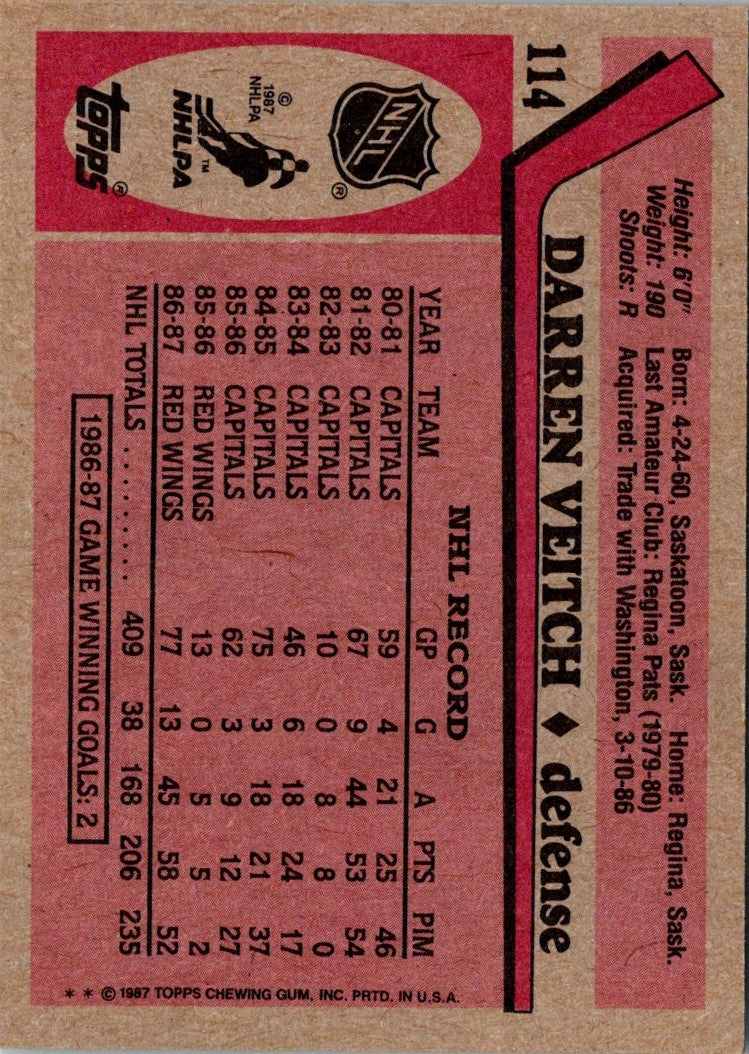 114
Height: 6'0" Born: 4-24-60, Saskatoon, Sask. Home: Regina, Sask.
Weight: 190 Last Amateur Club: Regina Pats (1979-80)
Shoots: R Acquired: Trade with Washington, 3-10-86
DARREN VEITCH ♦ defense
NHL
®
© 1987 NHLPA
™
NHLPA
TOPPS®
NHL RECORD
YEAR TEAM GP G A PTS PIM
80-81 CAPITALS 59 4 21 25 46
81-82 CAPITALS 67 9 44 53 54
82-83 CAPITALS 10 0 8 8 0
83-84 CAPITALS 46 6 18 24 17
84-85 CAPITALS 75 3 18 21 37
85-86 CAPITALS 62 3 9 12 27
85-86 RED WINGS 13 0 5 5 2
86-87 RED WINGS 77 13 45 58 52
NHL TOTALS .......... 409 38 168 206 235
1986-87 GAME WINNING GOALS: 2
* * © 1987 TOPPS CHEWING GUM, INC. PRTD. IN U.S.A.